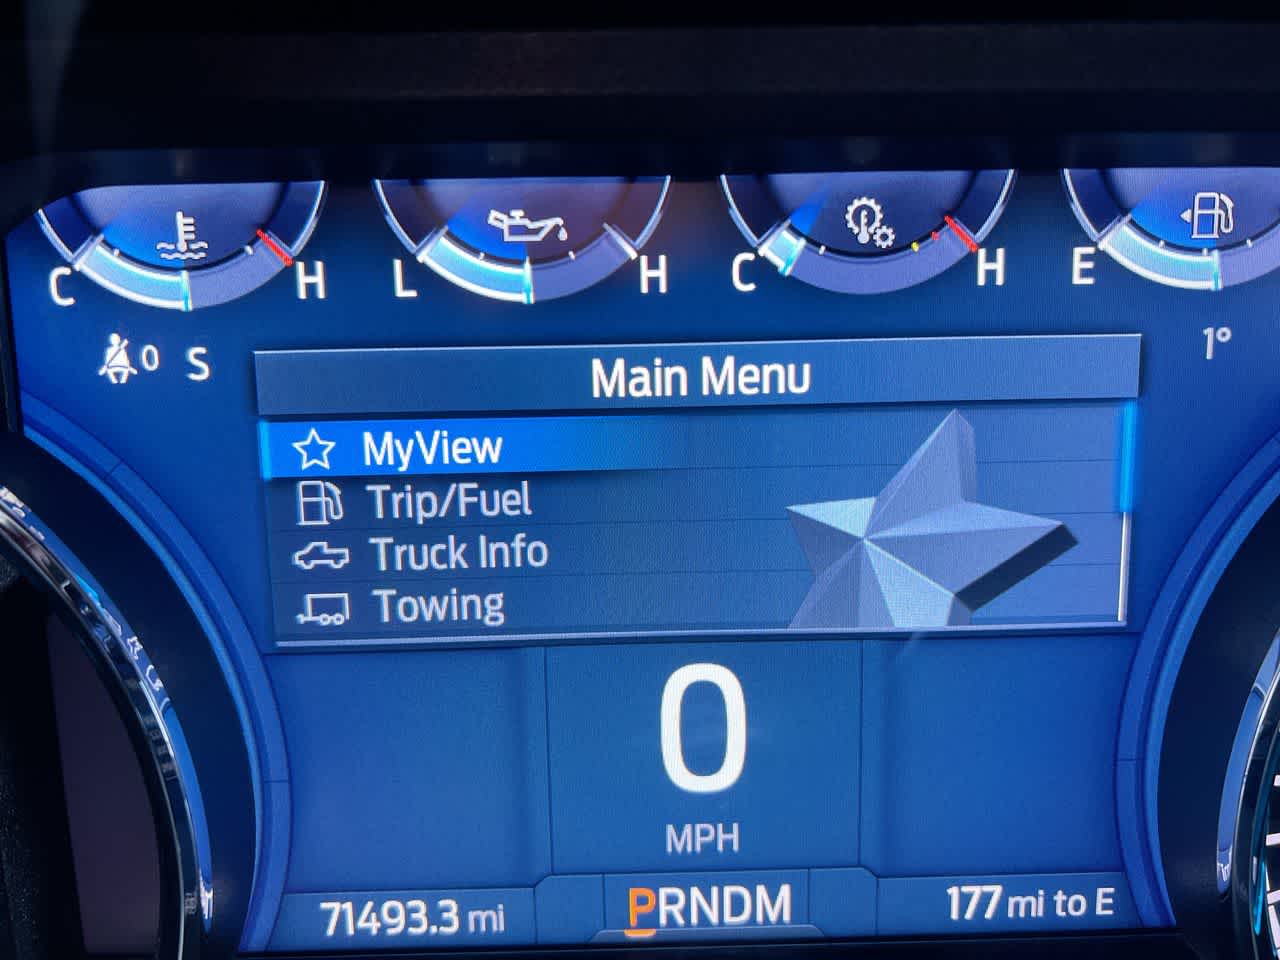 C H L H C H E
0 S 1°
Main Menu
MyView
Trip/Fuel
Truck Info
Towing
0
MPH
71493.3 mi PRNDM 177 mi to E